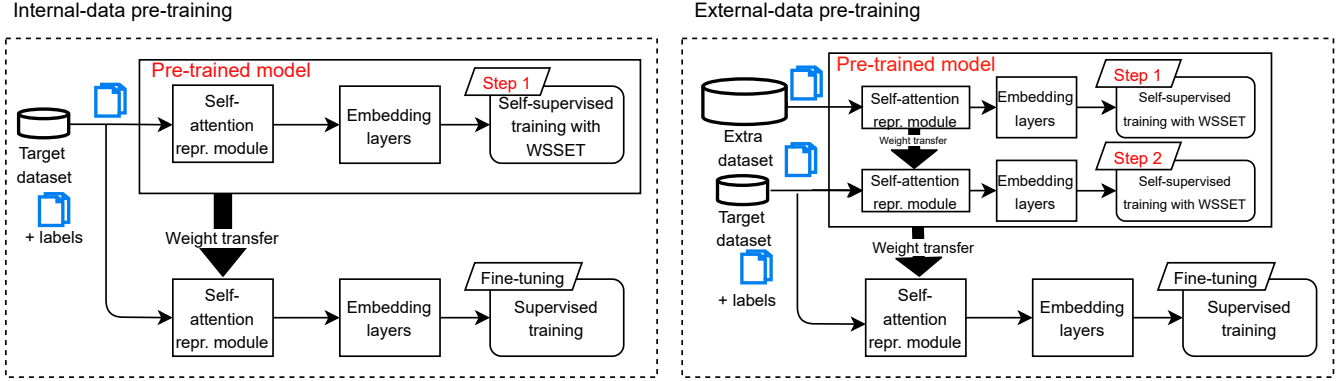 Internal-data pre-training
Pre-trained model
Step 1
Self-
attention
repr. module
Embedding
layers
Self-supervised
training with
WSSET
Target
dataset
+ labels
Weight transfer
Self-
attention
repr. module
Embedding
layers
Fine-tuning
Supervised
training
External-data pre-training
Pre-trained model
Extra
dataset
Self-attention
repr. module
Embedding
layers
Step 1
Self-supervised
training with WSSET
Weight transfer
Step 2
Target
dataset
+ labels
Self-attention
repr. module
Embedding
layers
Self-supervised
training with WSSET
Weight transfer
Self-
attention
repr. module
Embedding
layers
Fine-tuning
Supervised
training